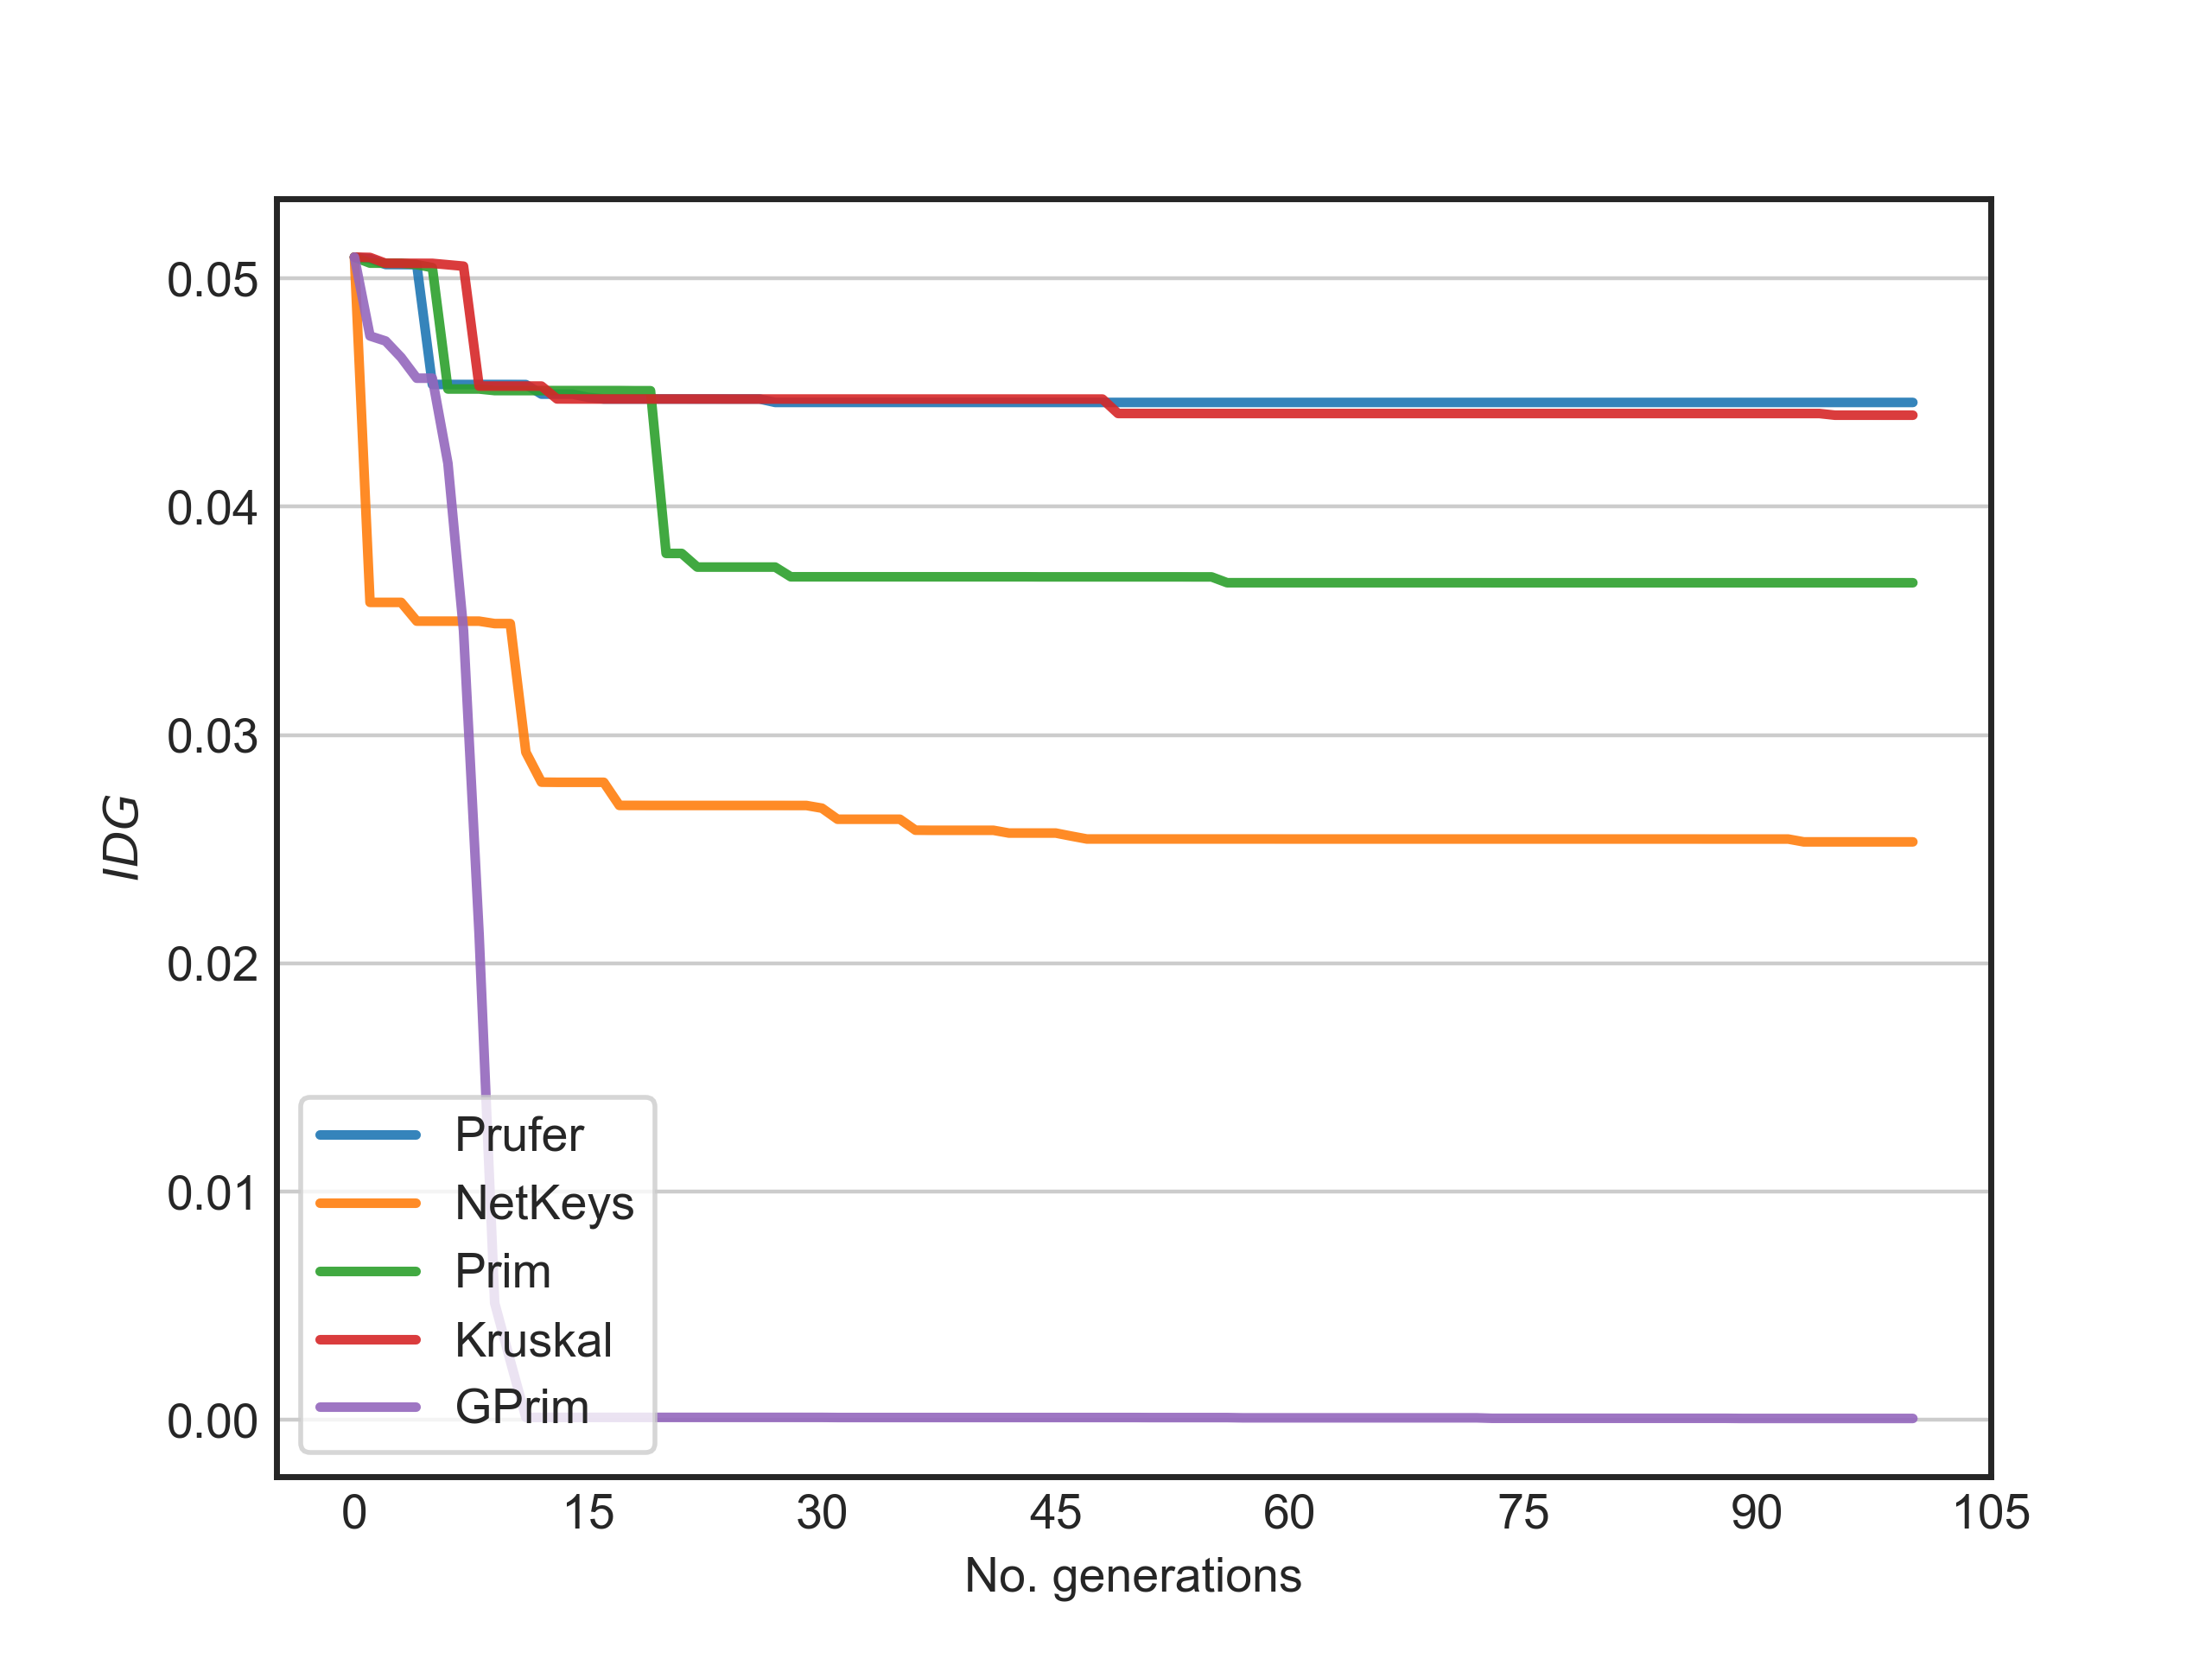 0.05
0.04
0.03
0.02
0.01
0.00
IDG
Prufer
NetKeys
Prim
Kruskal
GPrim
0 15 30 45 60 75 90 105
No. generations